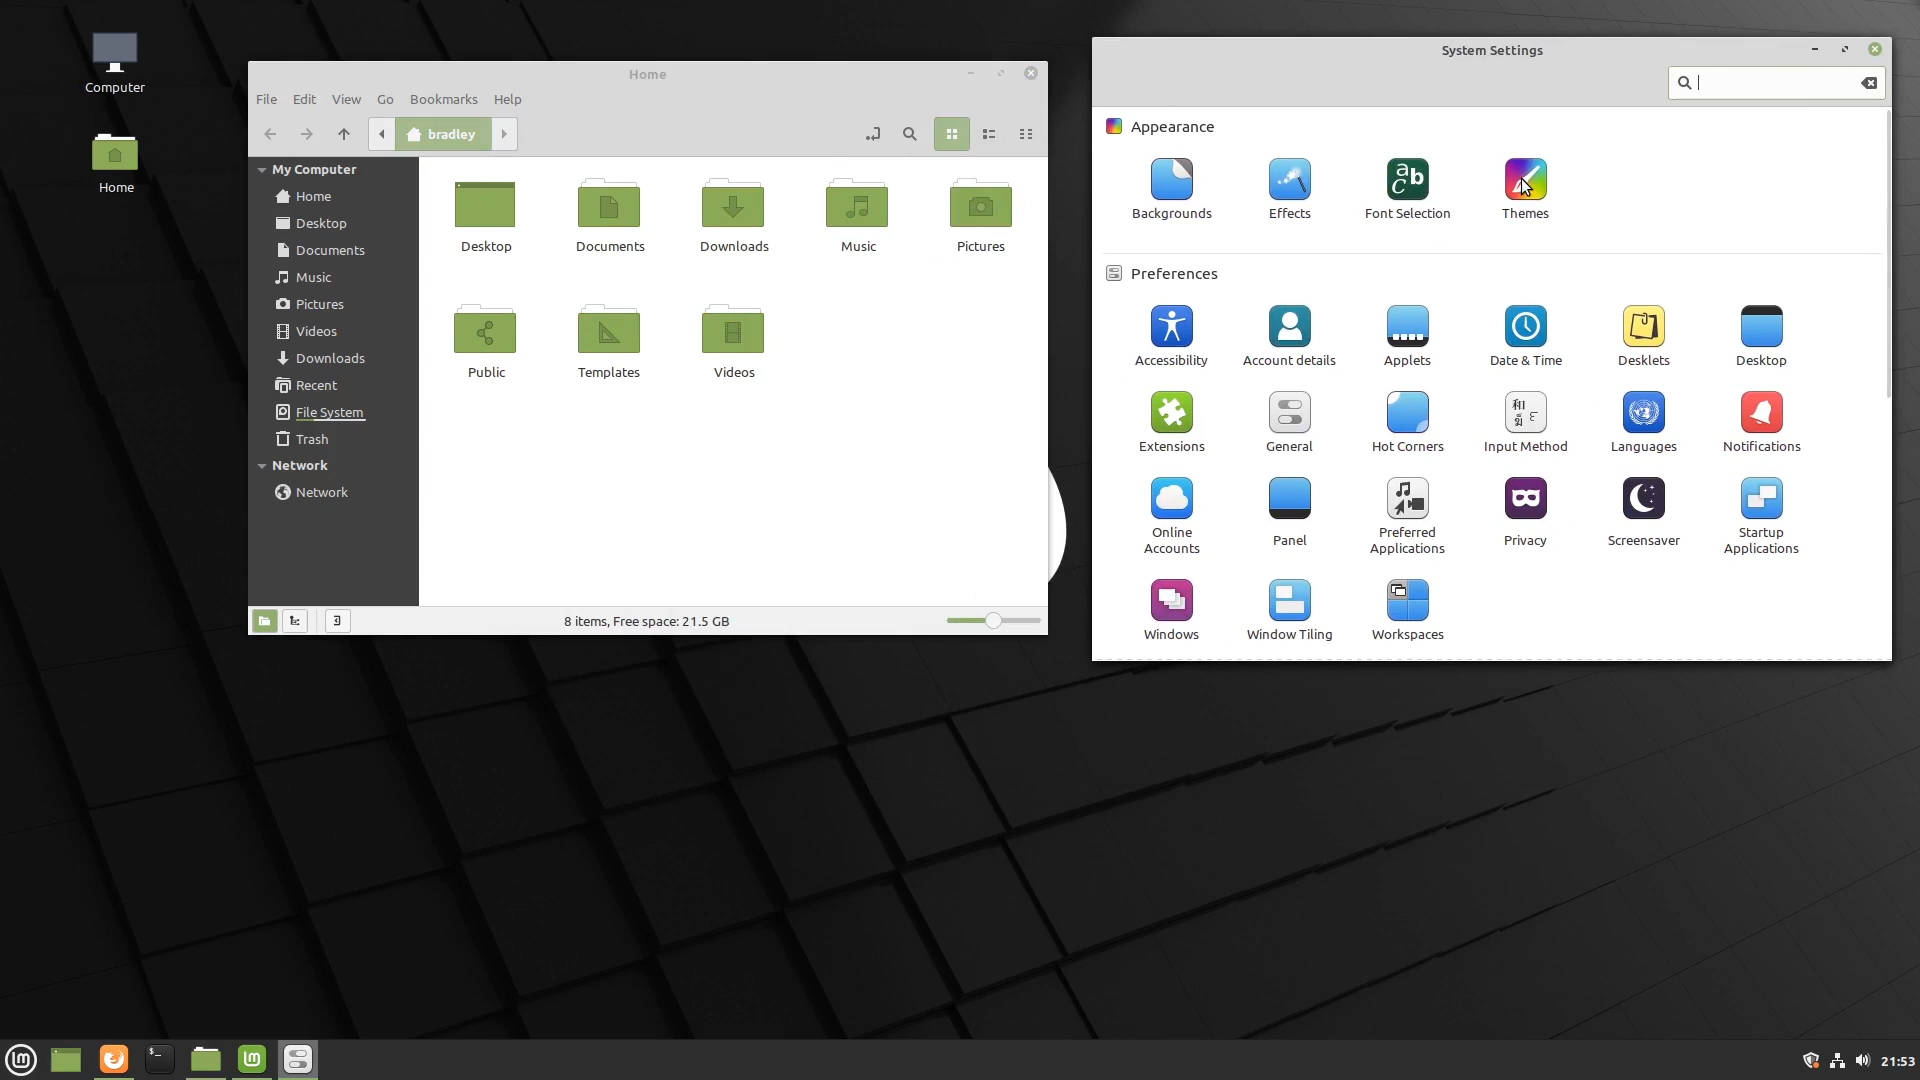 Computer
Home
Home
File Edit View Go Bookmarks Help
bradley
My Computer
Home
Desktop
Documents
Music
Pictures
Videos
Downloads
Recent
File System
Trash
Network
Network
Desktop Documents Downloads Music Pictures
Public Templates Videos
8 items, Free space: 21.5 GB
System Settings
Appearance
Backgrounds Effects Font Selection Themes
Preferences
Accessibility Account details Applets Date & Time Desklets Desktop
Extensions General Hot Corners Input Method Languages Notifications
Online Accounts Panel Preferred Applications Privacy Screensaver Startup Applications
Windows Window Tiling Workspaces
21:53